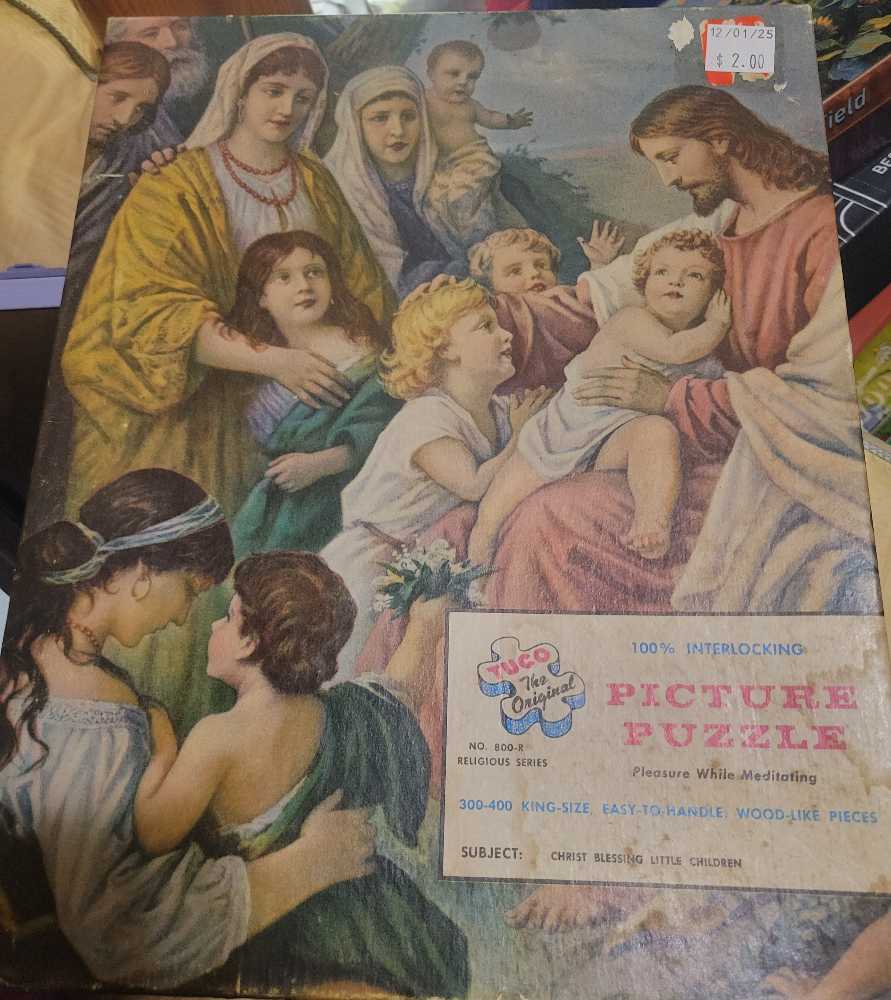 12/01/25
$ 2.00
ield
BE
TUCO
The
Original
NO. 800-R
RELIGIOUS SERIES
100% INTERLOCKING
PICTURE
PUZZLE
Pleasure While Meditating
300-400 KING-SIZE, EASY-TO-HANDLE, WOOD-LIKE PIECES
SUBJECT: CHRIST BLESSING LITTLE CHILDREN